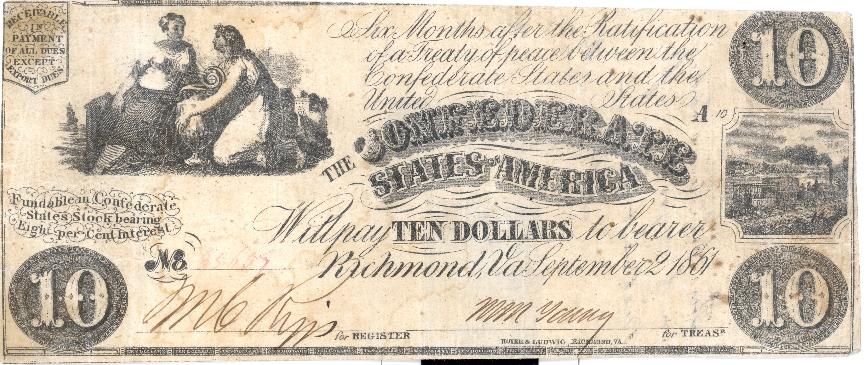 RECEIVABLE
IN
PAYMENT
OF ALL DUES
EXCEPT
EXPORT DUES
Six Months after the Ratification
of a Treaty of peace between the
Confederate States and the
United States
10
A 10
THE CONFEDERATE
STATES OF AMERICA
Fundable in Confederate
States Stock bearing
Eight per Cent Interest
Will pay TEN DOLLARS to bearer
No
Richmond, Va September 2 1861
10
10
for REGISTER
Wm Young
for TREASR
HOYER & LUDWIG RICHMOND, VA.